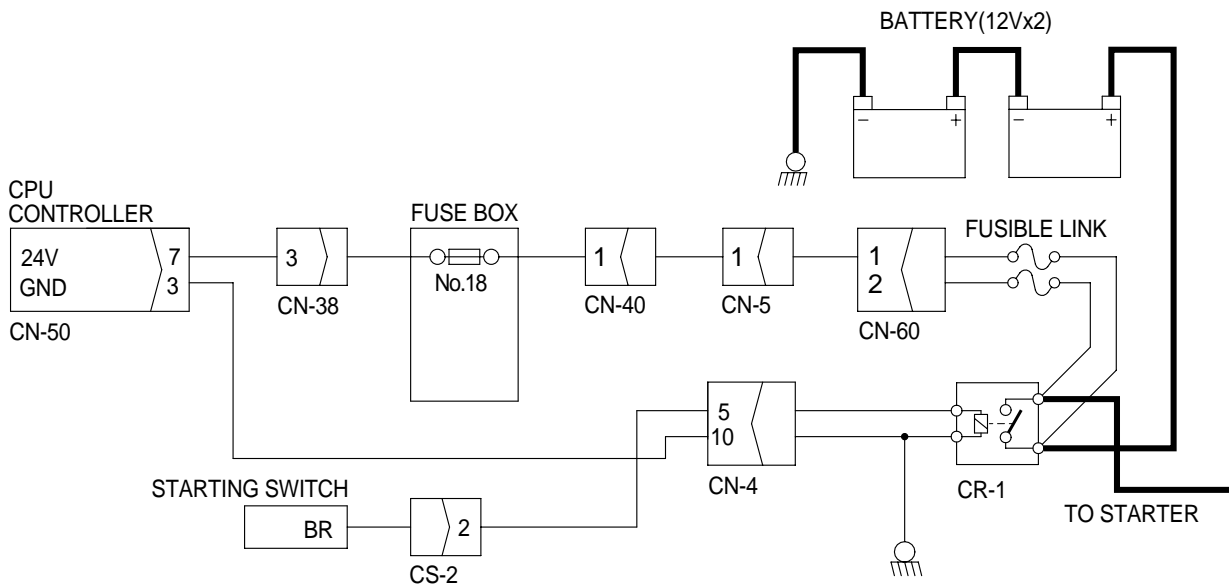 BATTERY(12Vx2)
− + − +
CPU
CONTROLLER
FUSE BOX
FUSIBLE LINK
24V 7
GND 3
3
No.18
1
1
1
2
CN-50
CN-38
CN-40
CN-5
CN-60
5
10
CN-4
CR-1
STARTING SWITCH
BR
2
CS-2
TO STARTER